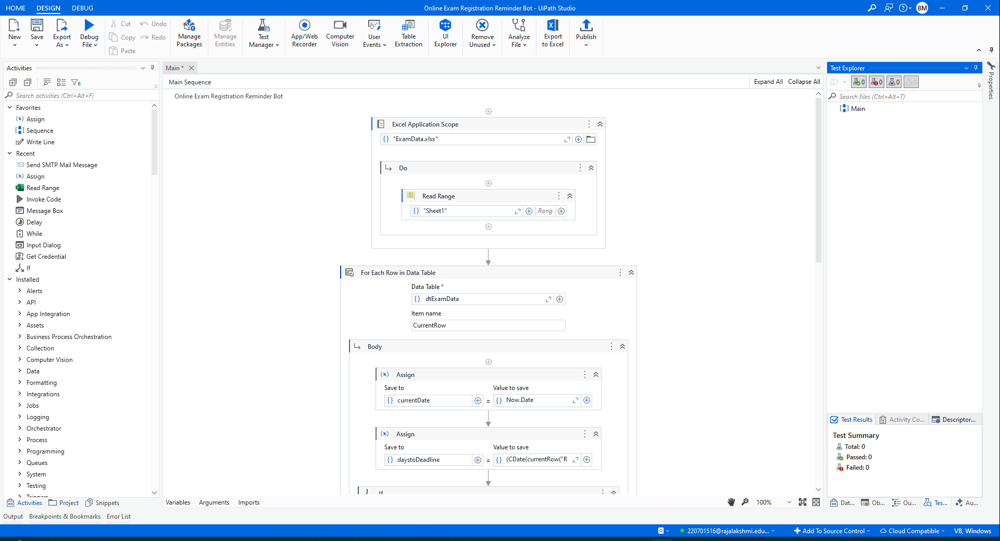 HOME DESIGN DEBUG
Online Exam Registration Reminder Bot - UiPath Studio
BM
New
Save
Export As
Debug File
Cut
Copy
Paste
Undo
Redo
Manage Packages
Manage Entities
Test Manager
App/Web Recorder
Computer Vision
User Events
Table Extraction
UI Explorer
Remove Unused
Analyze File
Export to Excel
Publish
Activities
6
Search activities (Ctrl+Alt+F)
Favorites
Assign
Sequence
Write Line
Recent
Send SMTP Mail Message
Assign
Read Range
Invoke Code
Message Box
Delay
While
Input Dialog
Get Credential
If
Installed
Alerts
API
App Integration
Assets
Business Process Orchestration
Collection
Computer Vision
Data
Formatting
Integrations
Jobs
Logging
Orchestrator
Process
Programming
Queues
System
Testing
Triggers
Activities Project Snippets
Main *
Main Sequence
Expand All Collapse All
Online Exam Registration Reminder Bot
Excel Application Scope
"ExamData.xlsx"
Do
Read Range
"Sheet1" Rang
For Each Row in Data Table
Data Table *
dtExamData
Item name
CurrentRow
Body
(x) Assign
Save to Value to save
currentDate = Now.Date
(x) Assign
Save to Value to save
daystoDeadline = (CDate(currentRow("R
If
Variables Arguments Imports
100%
Test Explorer
0 0 0 0
Search files (Ctrl+Alt+T)
Main
Properties
Test Results Activity Co... Descriptor...
Test Summary
Total: 0
Passed: 0
Failed: 0
Dat... Ob... Ou... Tes... Au...
Output Breakpoints & Bookmarks Error List
220701516@rajalakshmi.edu... Add To Source Control Cloud Compatible VB, Windows